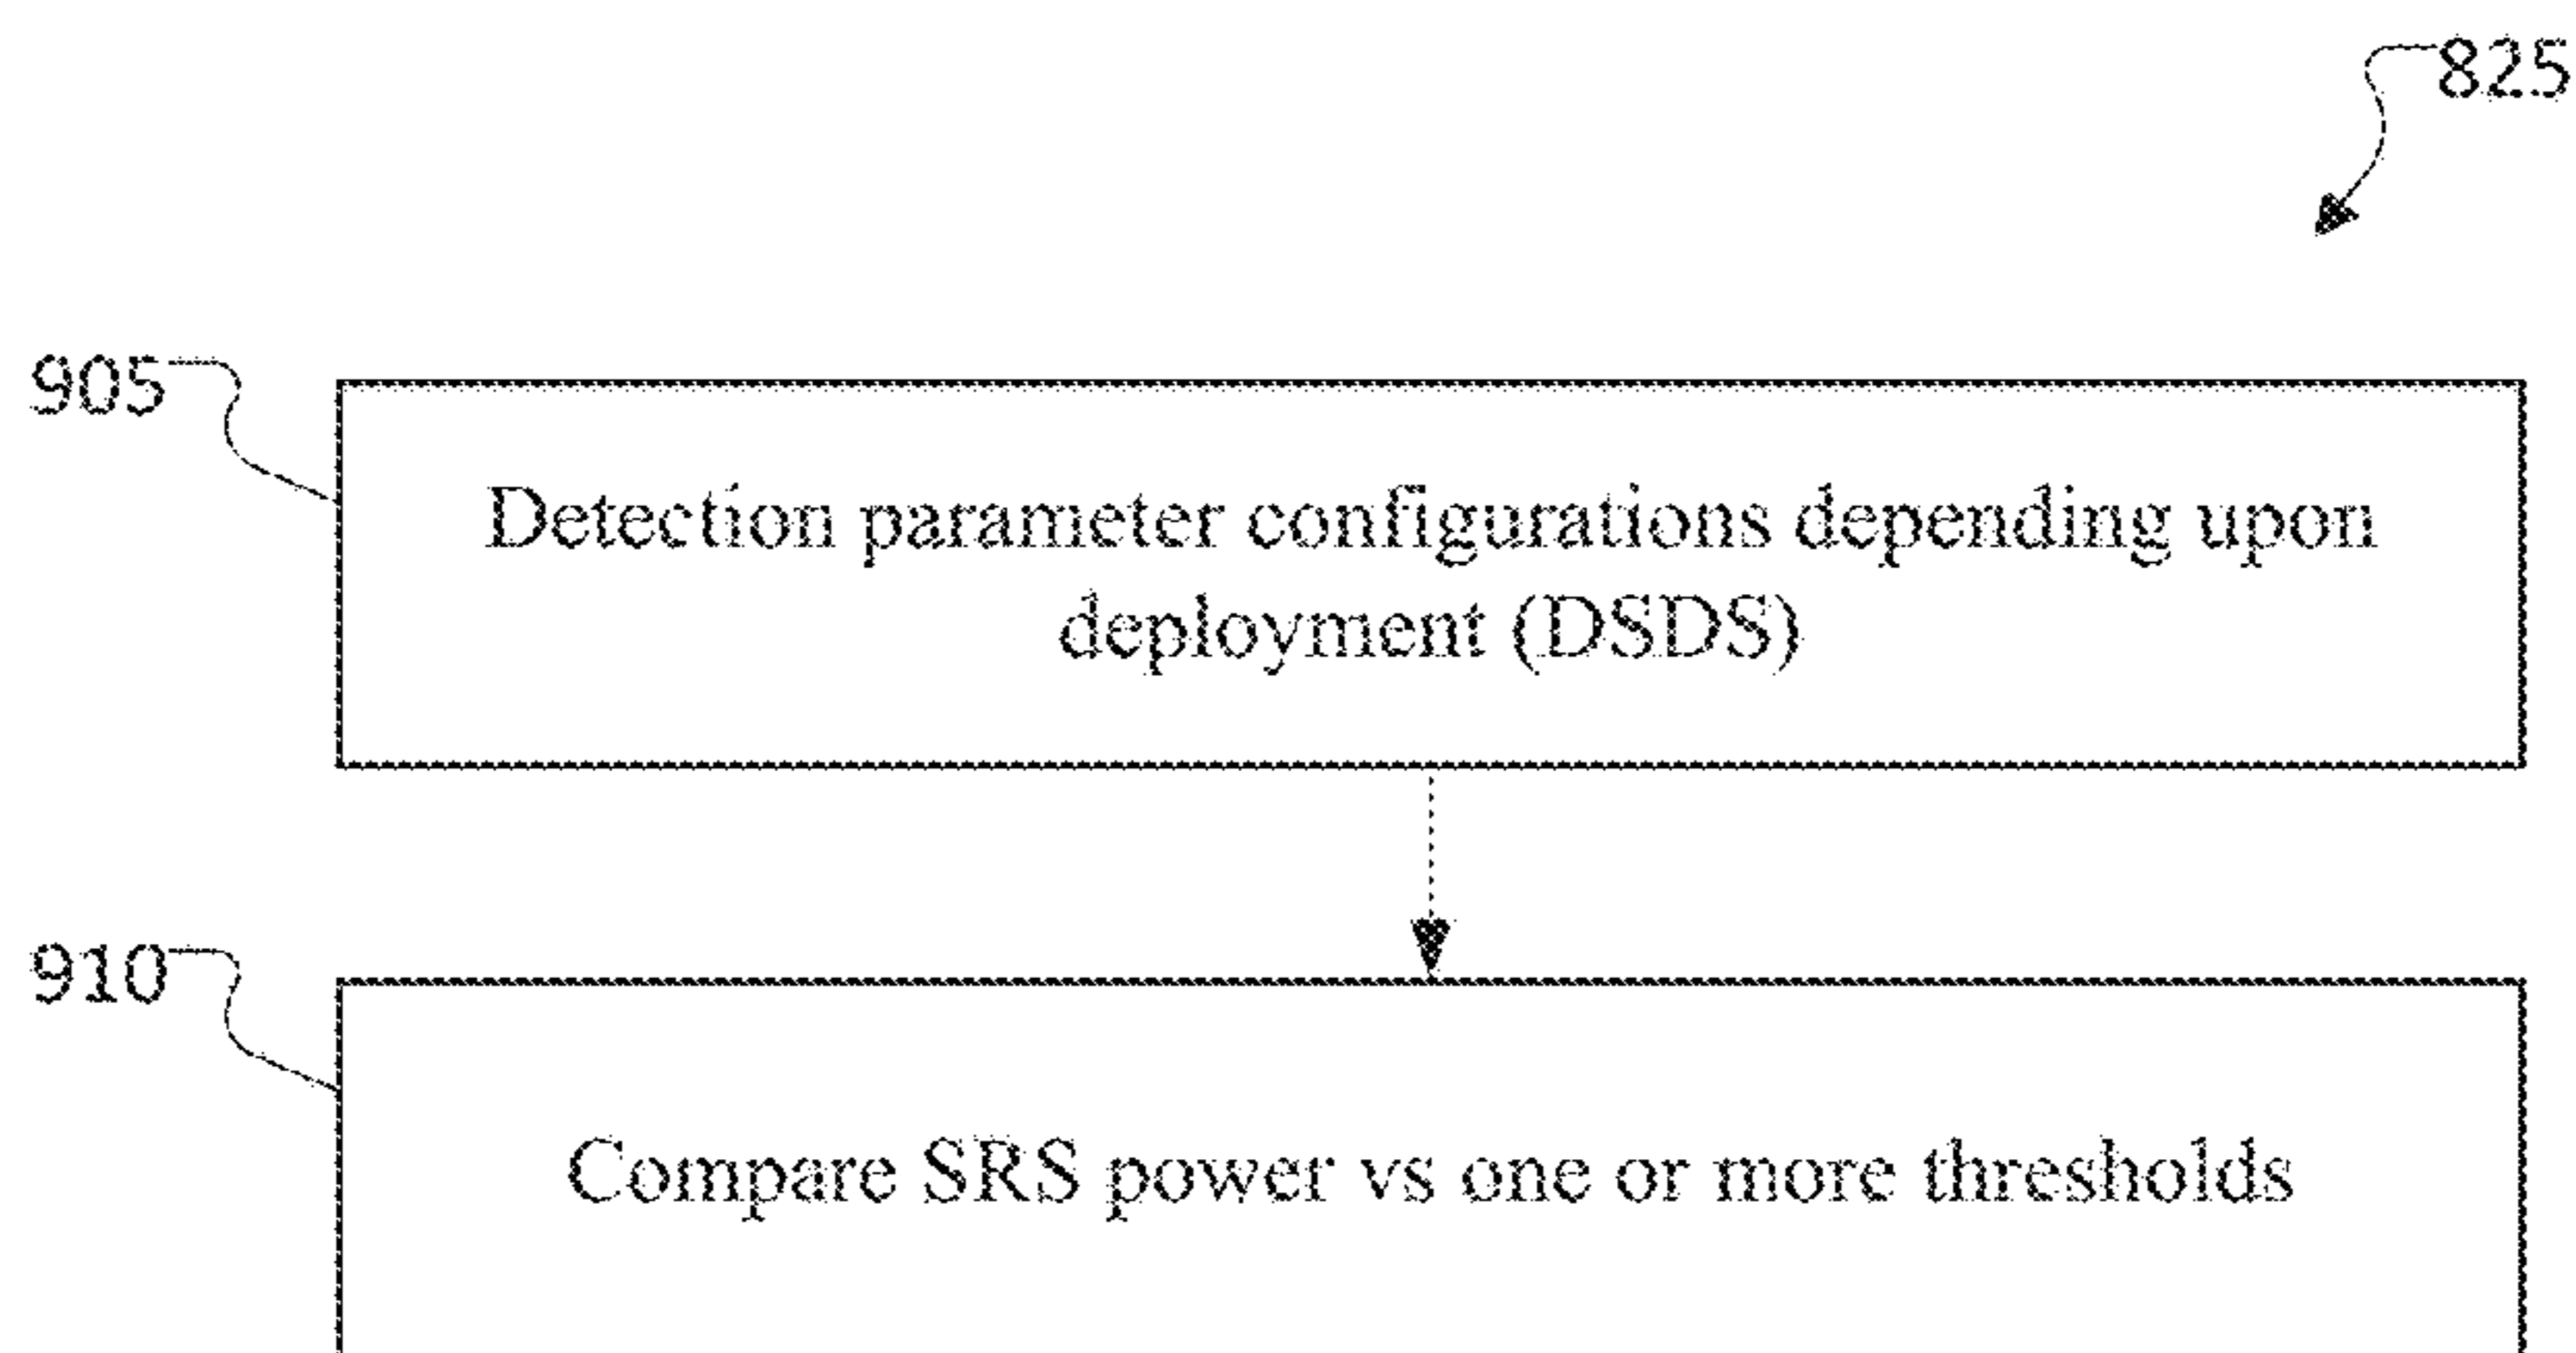 825
905
Detection parameter configurations depending upon
deployment (DSDS)
910
Compare SRS power vs one or more thresholds